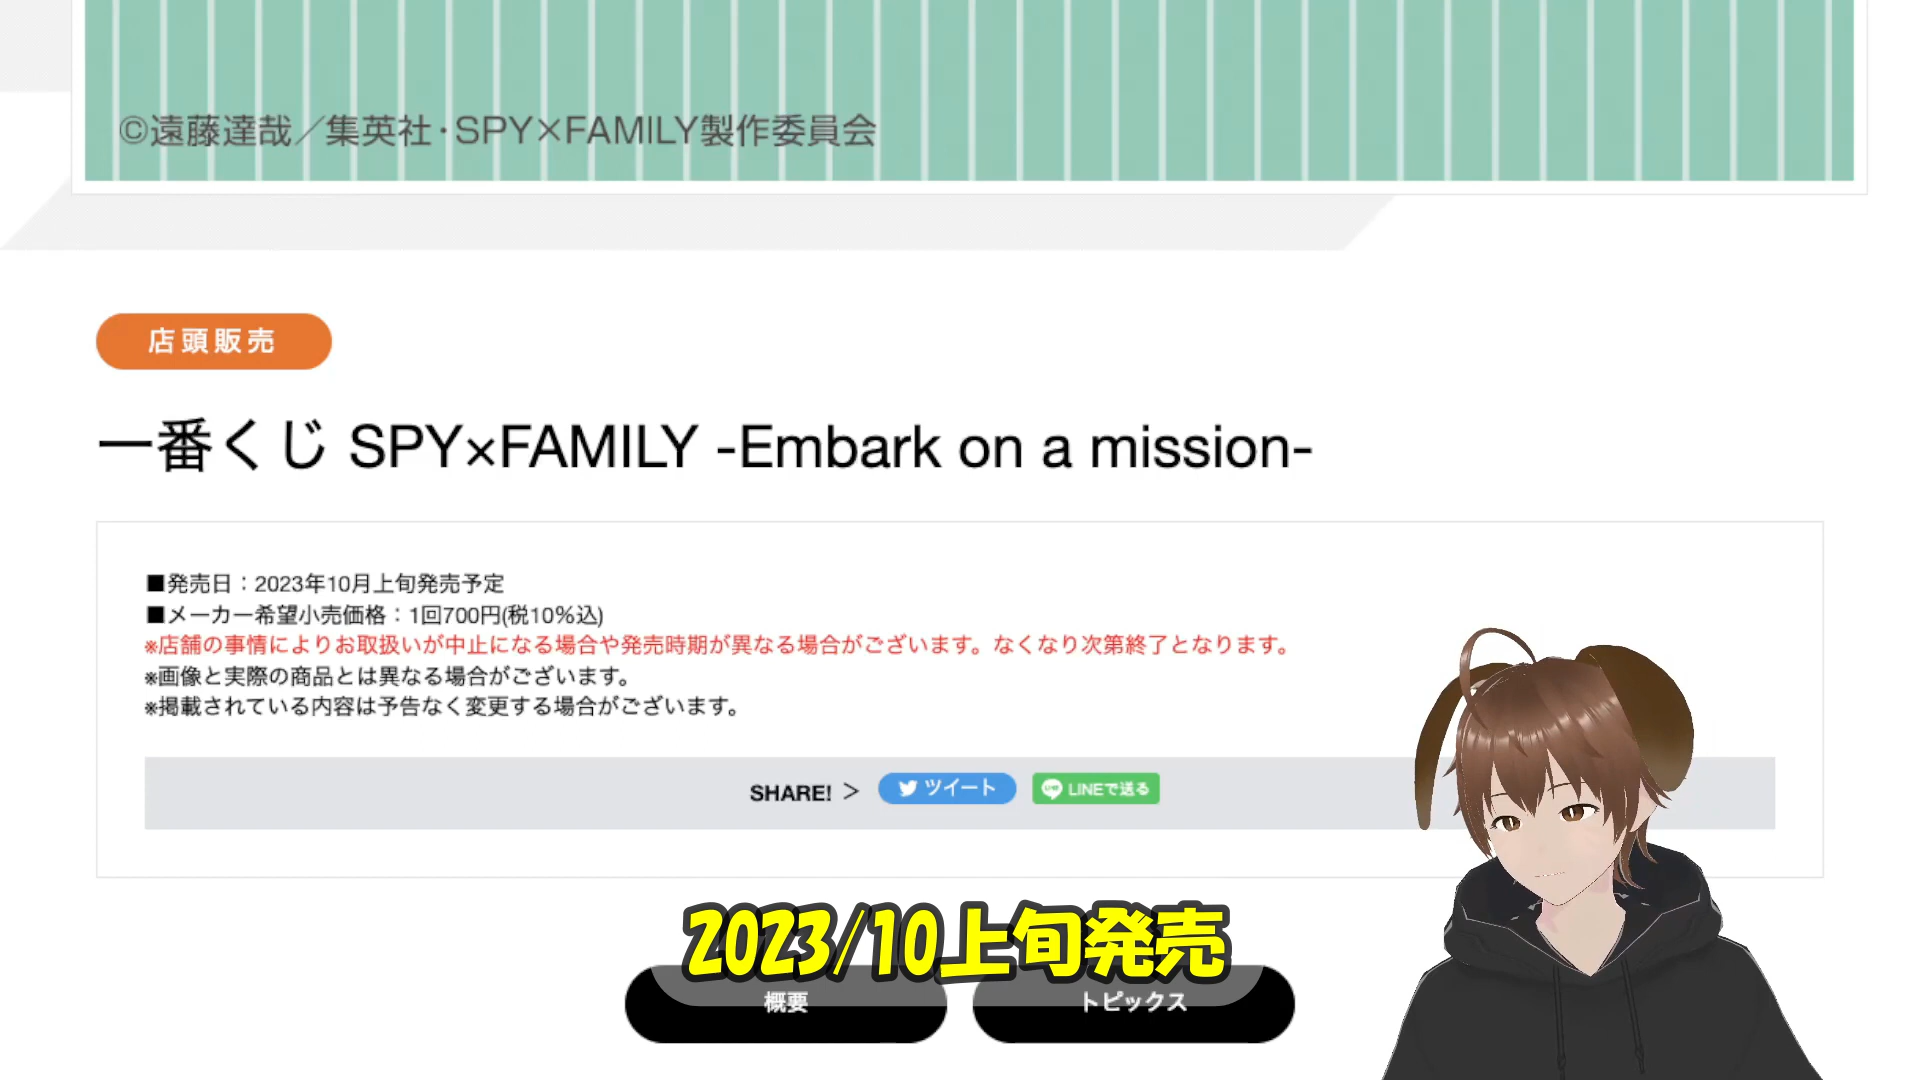 ©遠藤達哉／集英社・SPY×FAMILY製作委員会
店頭販売
一番くじ SPY×FAMILY -Embark on a mission-
■発売日：2023年10月上旬発売予定
■メーカー希望小売価格：1回700円(税10%込)
※店舗の事情によりお取扱いが中止になる場合や発売時期が異なる場合がございます。なくなり次第終了となります。
※画像と実際の商品とは異なる場合がございます。
※掲載されている内容は予告なく変更する場合がございます。
SHARE! > ツイート LINEで送る
2023/10上旬発売
概要 トピックス